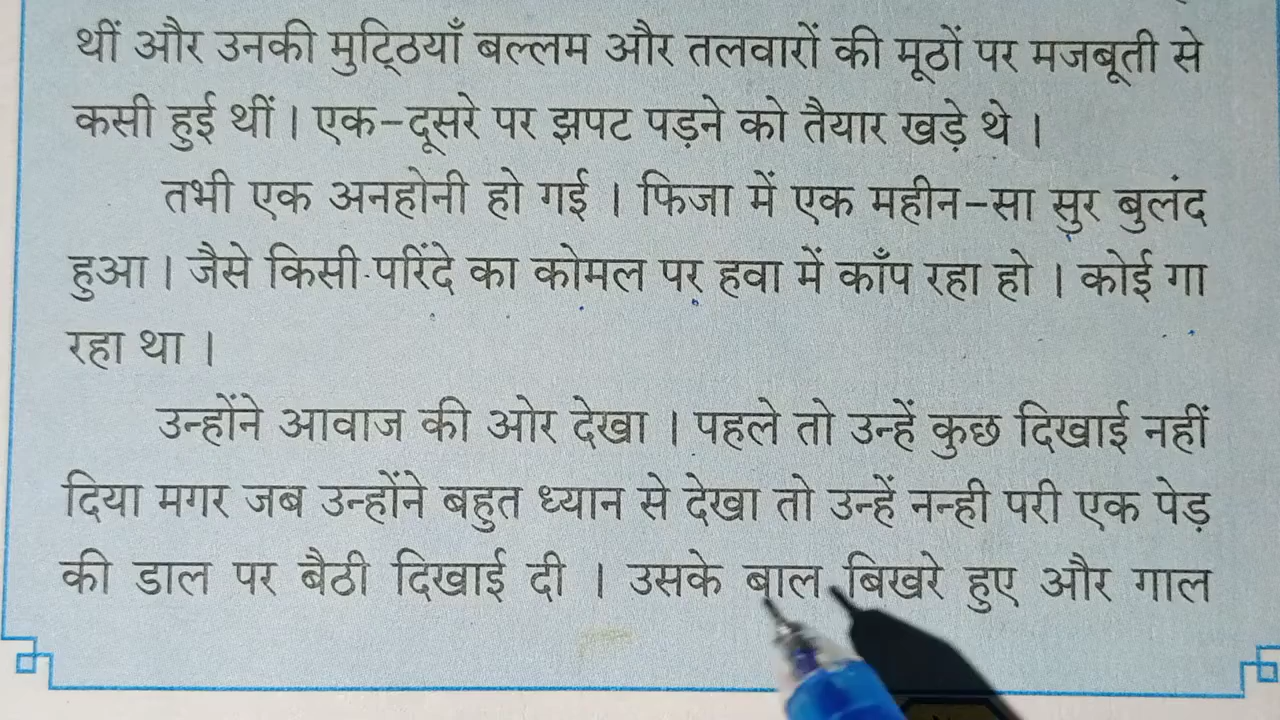 थीं और उनकी मुट्ठियाँ बल्लम और तलवारों की मूठों पर मजबूती से
कसी हुई थीं । एक-दूसरे पर झपट पड़ने को तैयार खड़े थे ।
तभी एक अनहोनी हो गई । फिजा में एक महीन-सा सुर बुलंद
हुआ । जैसे किसी परिंदे का कोमल पर हवा में काँप रहा हो । कोई गा
रहा था ।
उन्होंने आवाज की ओर देखा । पहले तो उन्हें कुछ दिखाई नहीं
दिया मगर जब उन्होंने बहुत ध्यान से देखा तो उन्हें नन्ही परी एक पेड़
की डाल पर बैठी दिखाई दी । उसके बाल बिखरे हुए और गाल